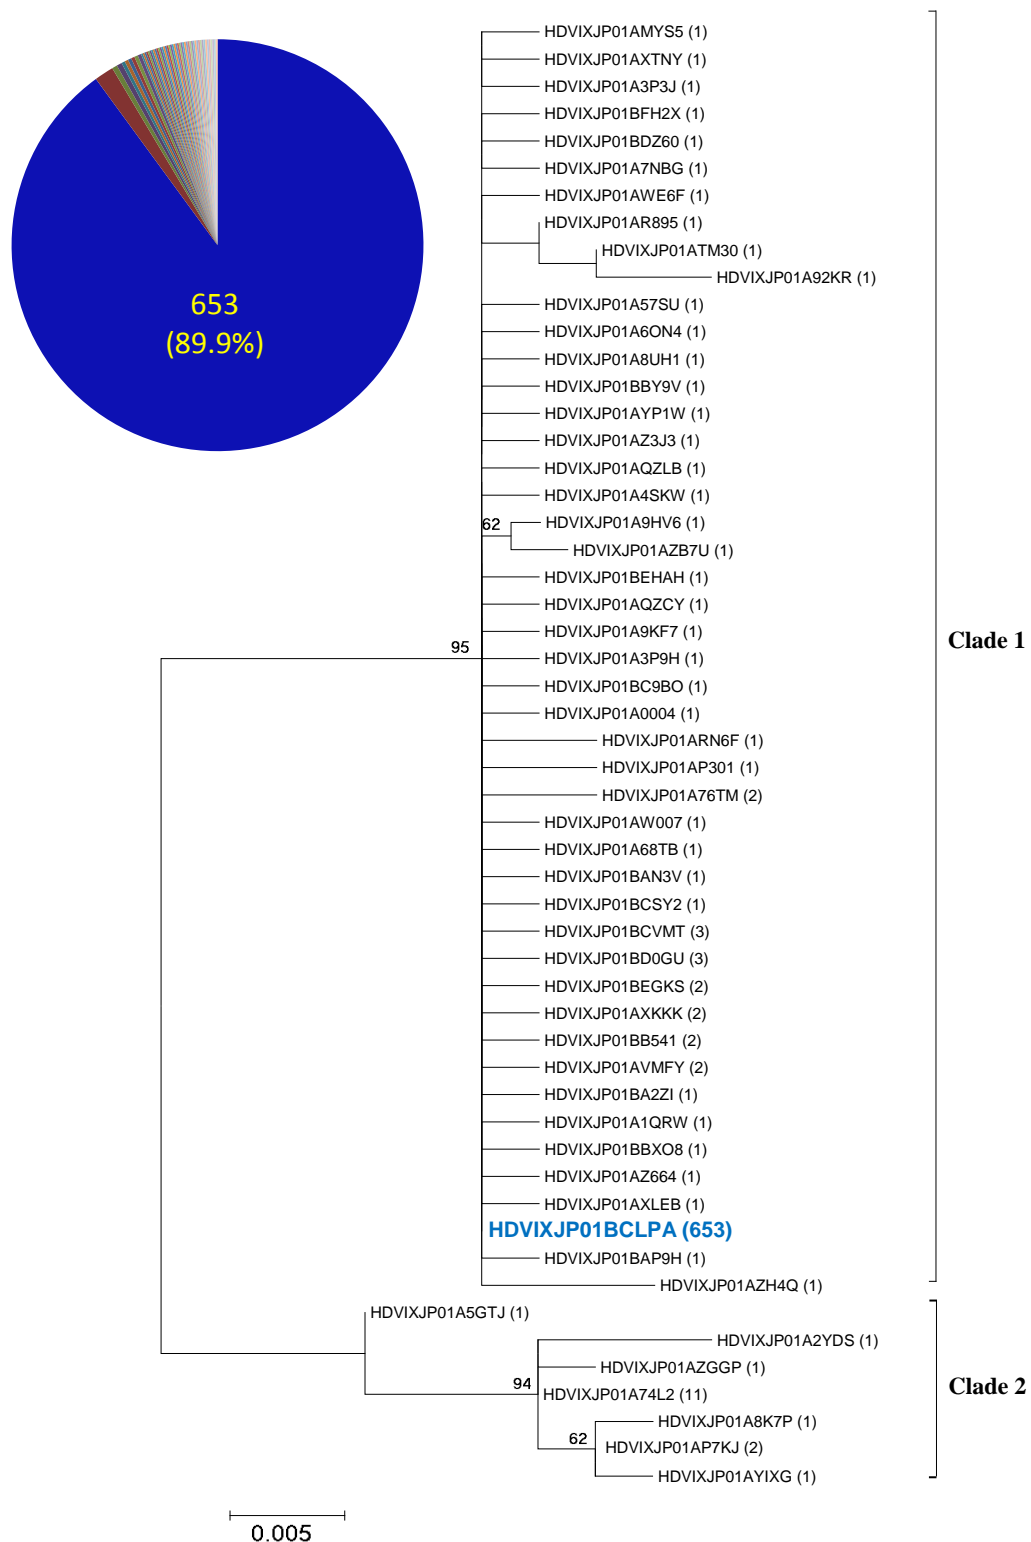 653
(89.9%)
HDVIXJP01AMYS5 (1)
HDVIXJP01AXTNY (1)
HDVIXJP01A3P3J (1)
HDVIXJP01BFH2X (1)
HDVIXJP01BDZ60 (1)
HDVIXJP01A7NBG (1)
HDVIXJP01AWE6F (1)
HDVIXJP01AR895 (1)
HDVIXJP01ATM30 (1)
HDVIXJP01A92KR (1)
HDVIXJP01A57SU (1)
HDVIXJP01A6ON4 (1)
HDVIXJP01A8UH1 (1)
HDVIXJP01BBY9V (1)
HDVIXJP01AYP1W (1)
HDVIXJP01AZ3J3 (1)
HDVIXJP01AQZLB (1)
HDVIXJP01A4SKW (1)
62
HDVIXJP01A9HV6 (1)
HDVIXJP01AZB7U (1)
HDVIXJP01BEHAH (1)
HDVIXJP01AQZCY (1)
HDVIXJP01A9KF7 (1)
95
HDVIXJP01A3P9H (1)
Clade 1
HDVIXJP01BC9BO (1)
HDVIXJP01A0004 (1)
HDVIXJP01ARN6F (1)
HDVIXJP01AP301 (1)
HDVIXJP01A76TM (2)
HDVIXJP01AW007 (1)
HDVIXJP01A68TB (1)
HDVIXJP01BAN3V (1)
HDVIXJP01BCSY2 (1)
HDVIXJP01BCVMT (3)
HDVIXJP01BD0GU (3)
HDVIXJP01BEGKS (2)
HDVIXJP01AXKKK (2)
HDVIXJP01BB541 (2)
HDVIXJP01AVMFY (2)
HDVIXJP01BA2ZI (1)
HDVIXJP01A1QRW (1)
HDVIXJP01BBXO8 (1)
HDVIXJP01AZ664 (1)
HDVIXJP01AXLEB (1)
HDVIXJP01BCLPA (653)
HDVIXJP01BAP9H (1)
HDVIXJP01AZH4Q (1)
HDVIXJP01A5GTJ (1)
HDVIXJP01A2YDS (1)
HDVIXJP01AZGGP (1)
94
HDVIXJP01A74L2 (11)
Clade 2
HDVIXJP01A8K7P (1)
62
HDVIXJP01AP7KJ (2)
HDVIXJP01AYIXG (1)
0.005